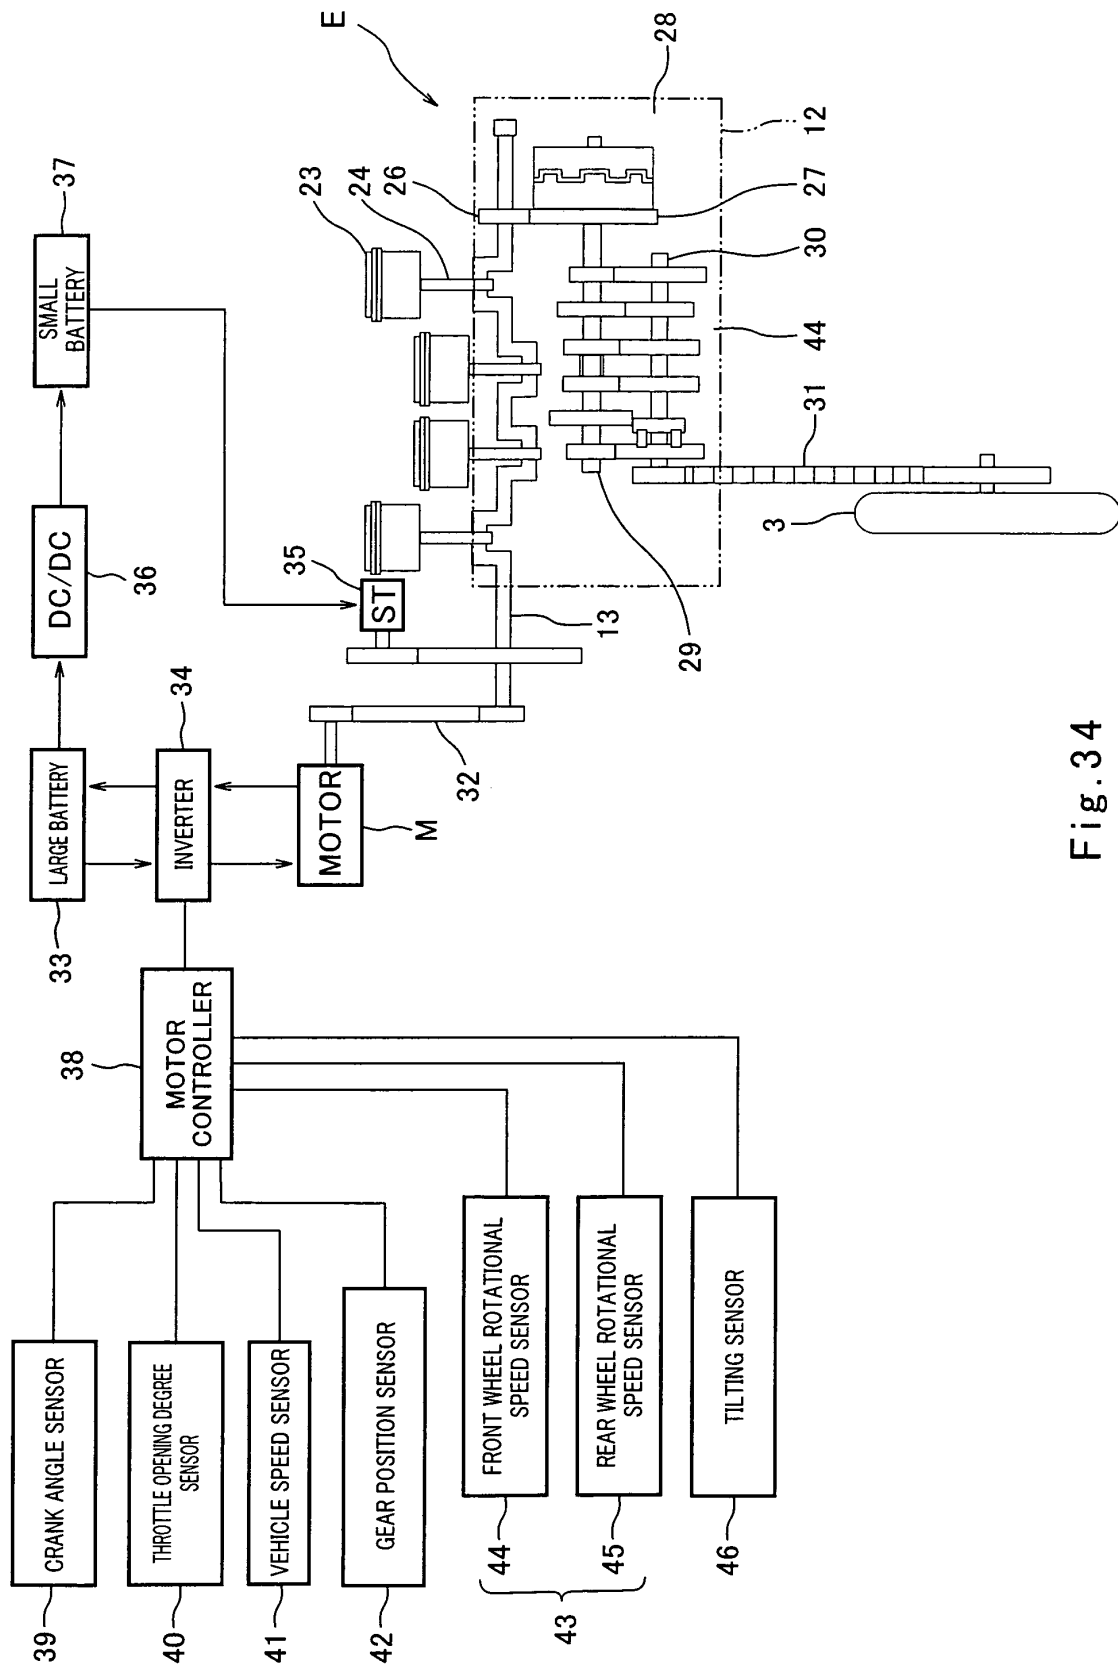 E
37
SMALL
BATTERY
23
24
26
28
12
27
30
44
31
3
36
DC/DC
35
ST
13
29
34
LARGE BATTERY
INVERTER
MOTOR
32
M
33
38
MOTOR
CONTROLLER
CRANK ANGLE SENSOR
THROTTLE OPENING DEGREE
SENSOR
VEHICLE SPEED SENSOR
GEAR POSITION SENSOR
FRONT WHEEL ROTATIONAL
SPEED SENSOR
REAR WHEEL ROTATIONAL
SPEED SENSOR
TILTING SENSOR
39
40
41
42
44
45
43
46
Fig.34